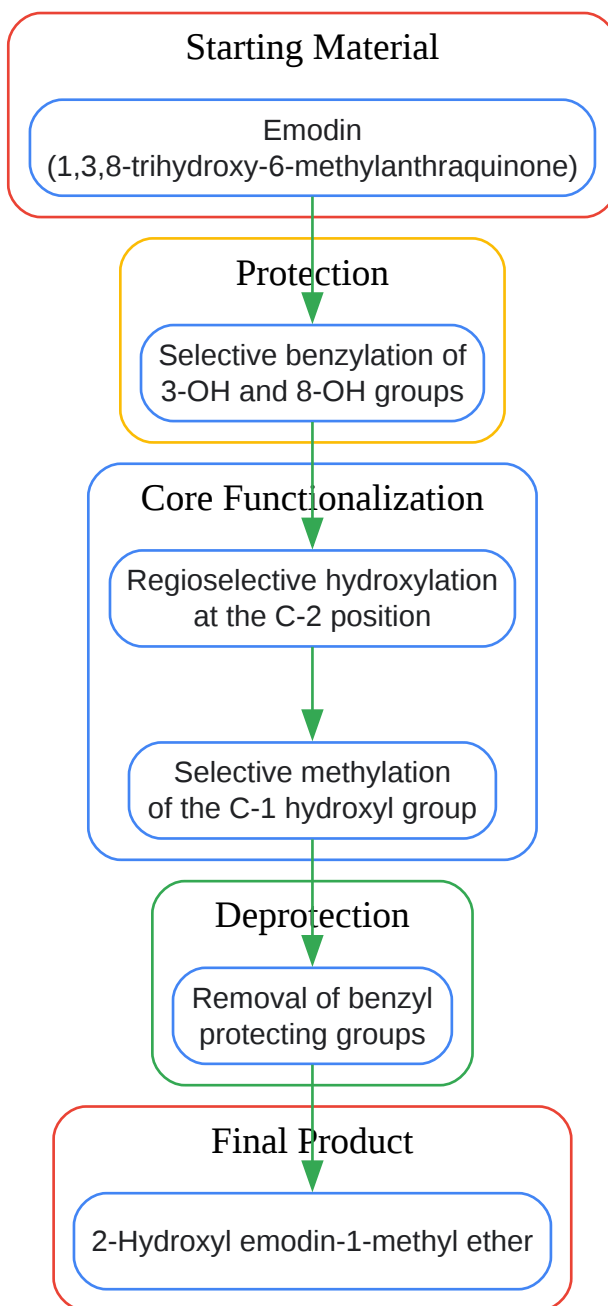 Starting Material
Emodin
(1,3,8-trihydroxy-6-methylanthraquinone)
Protection
Selective benzylation of
3-OH and 8-OH groups
Core Functionalization
Regioselective hydroxylation
at the C-2 position
Selective methylation
of the C-1 hydroxyl group
Deprotection
Removal of benzyl
protecting groups
Final Product
2-Hydroxyl emodin-1-methyl ether